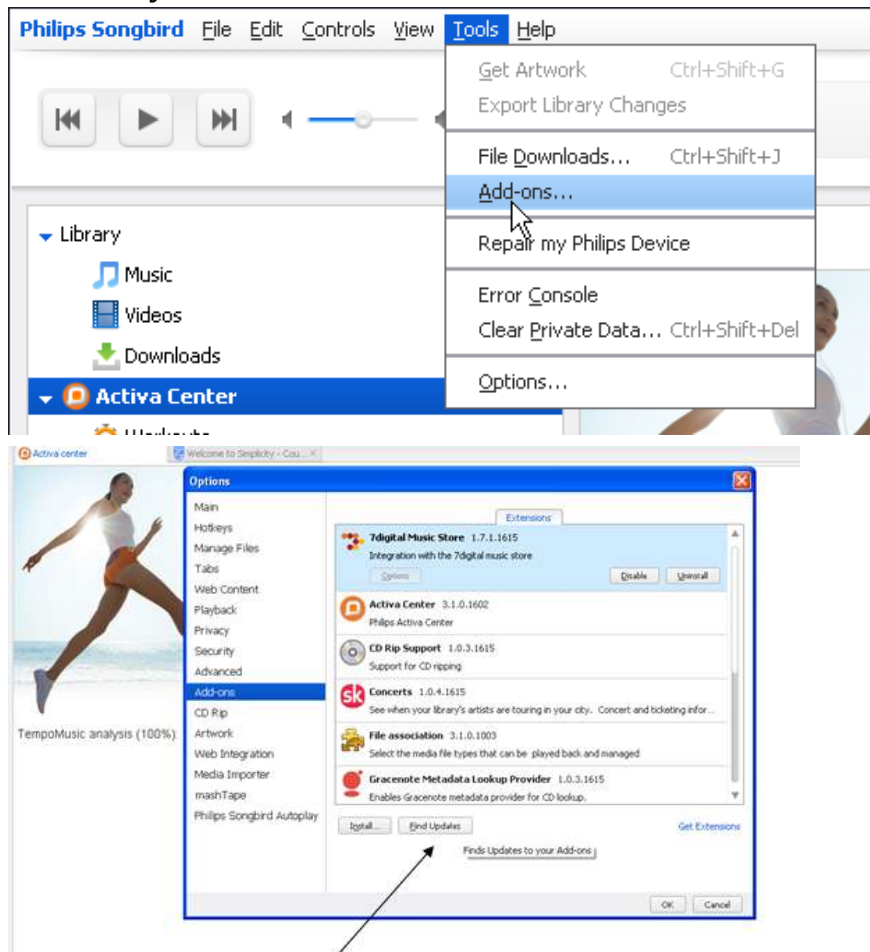 Philips Songbird File Edit Controls View Tools Help
Get Artwork Ctrl+Shift+G
Export Library Changes
File Downloads... Ctrl+Shift+J
Add-ons...
Repair my Philips Device
Error Console
Clear Private Data... Ctrl+Shift+Del
Options...
Library
Music
Videos
Downloads
Activa Center
Activa center
Welcome to Simplicity - Cou...
Options
Main
Hotkeys
Manage Files
Tabs
Web Content
Playback
Privacy
Security
Advanced
Add-ons
CD Rip
Artwork
Web Integration
Media Importer
mashTape
Philips Songbird Autoplay
Extensions
7digital Music Store 1.7.1.1615
Integration with the 7digital music store
Options Disable Uninstall
Activa Center 3.1.0.1602
Philips Activa Center
CD Rip Support 1.0.3.1615
Support for CD ripping
Concerts 1.0.4.1615
See when your library's artists are touring in your city. Concert and ticketing infor...
File association 3.1.0.1003
Select the media file types that can be played back and managed
Gracenote Metadata Lookup Provider 1.0.3.1615
Enables Gracenote metadata provider for CD lookup.
Install... Find Updates Get Extensions
Finds Updates to your Add-ons
OK Cancel
TempoMusic analysis (100%)